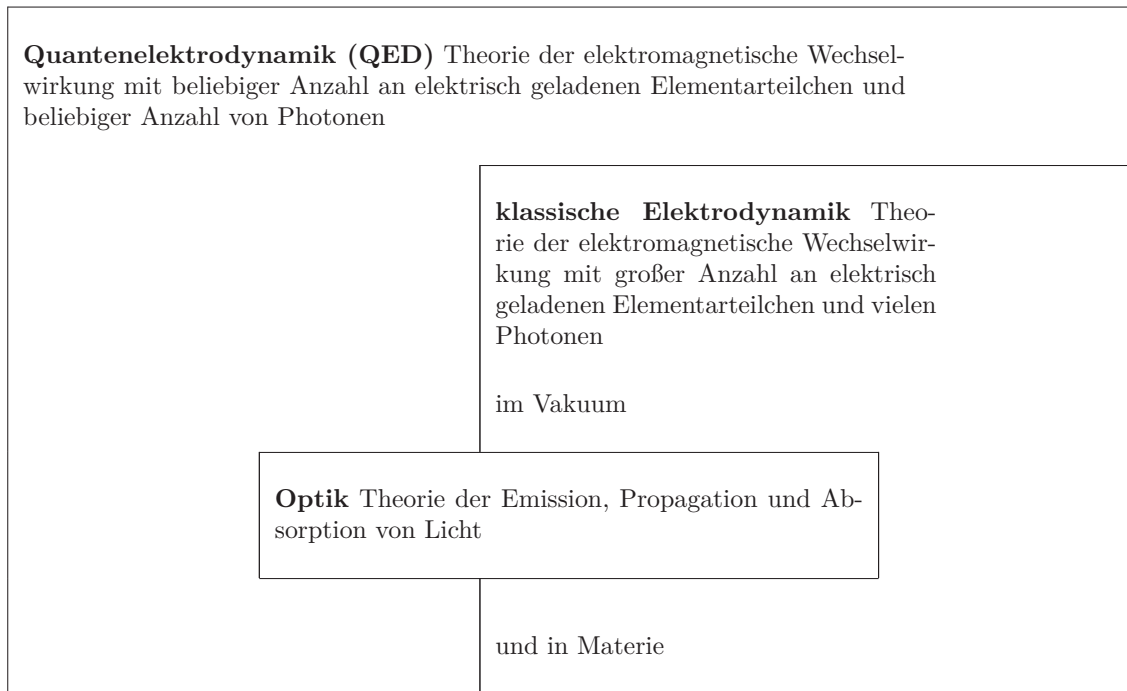 Quantenelektrodynamik (QED) Theorie der elektromagnetische Wechsel-
wirkung mit beliebiger Anzahl an elektrisch geladenen Elementarteilchen und
beliebiger Anzahl von Photonen
klassische Elektrodynamik Theo-
rie der elektromagnetische Wechselwir-
kung mit großer Anzahl an elektrisch
geladenen Elementarteilchen und vielen
Photonen
im Vakuum
Optik Theorie der Emission, Propagation und Ab-
sorption von Licht
und in Materie